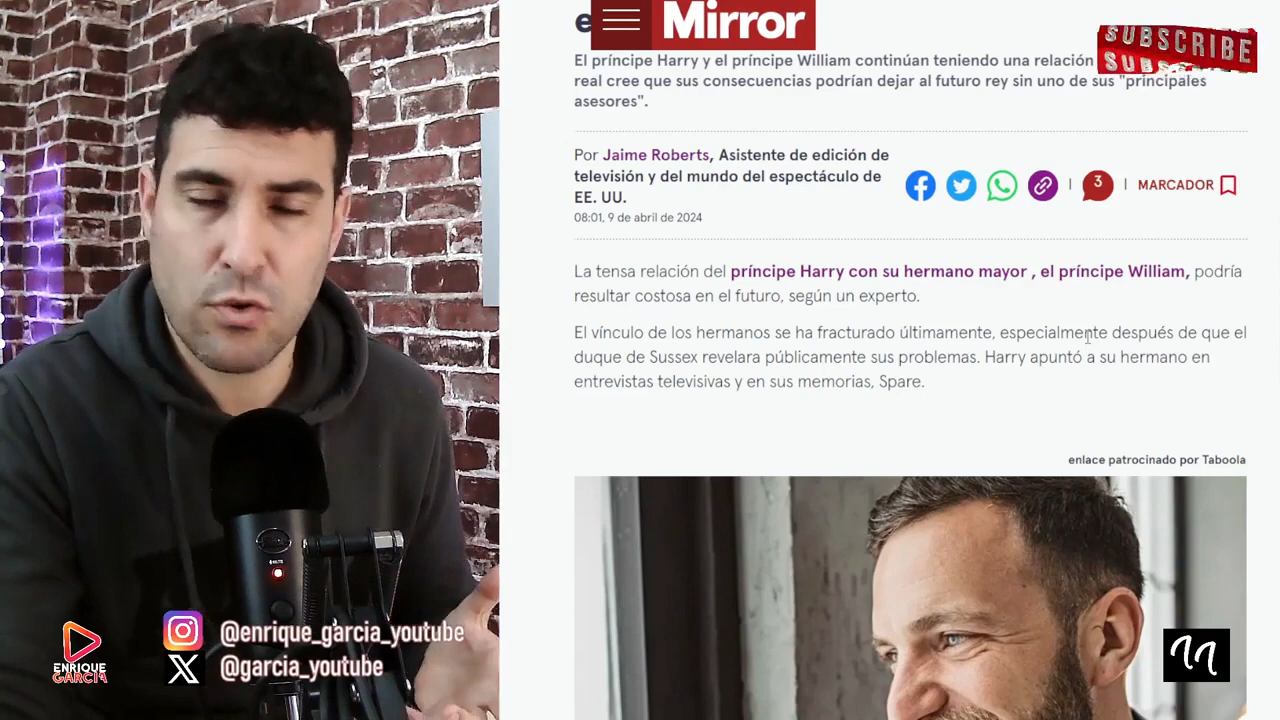 Mirror
SUBSCRIBE
El príncipe Harry y el príncipe William continúan teniendo una relación
real cree que sus consecuencias podrían dejar al futuro rey sin uno de sus "principales
asesores".
Por Jaime Roberts, Asistente de edición de
televisión y del mundo del espectáculo de
EE. UU.
08:01, 9 de abril de 2024
3
MARCADOR
La tensa relación del príncipe Harry con su hermano mayor , el príncipe William, podría
resultar costosa en el futuro, según un experto.
El vínculo de los hermanos se ha fracturado últimamente, especialmente después de que el
duque de Sussex revelara públicamente sus problemas. Harry apuntó a su hermano en
entrevistas televisivas y en sus memorias, Spare.
enlace patrocinado por Taboola
ENRIQUE
GARCIA
@enrique_garcia_youtube
@garcia_youtube